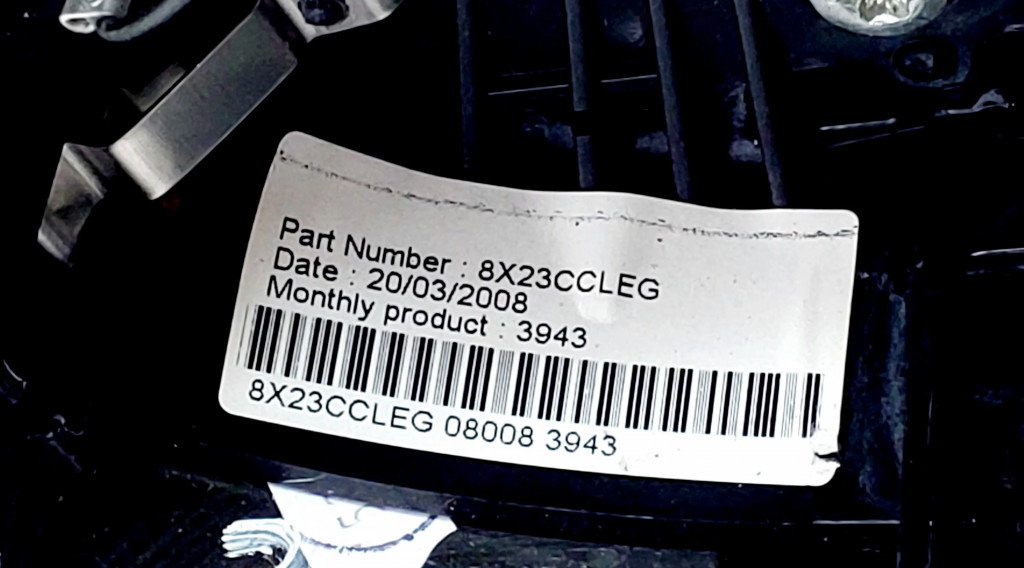 Part Number : 8X23CCLEG
Date : 20/03/2008
Monthly product : 3943
8X23CCLEG 08008 3943